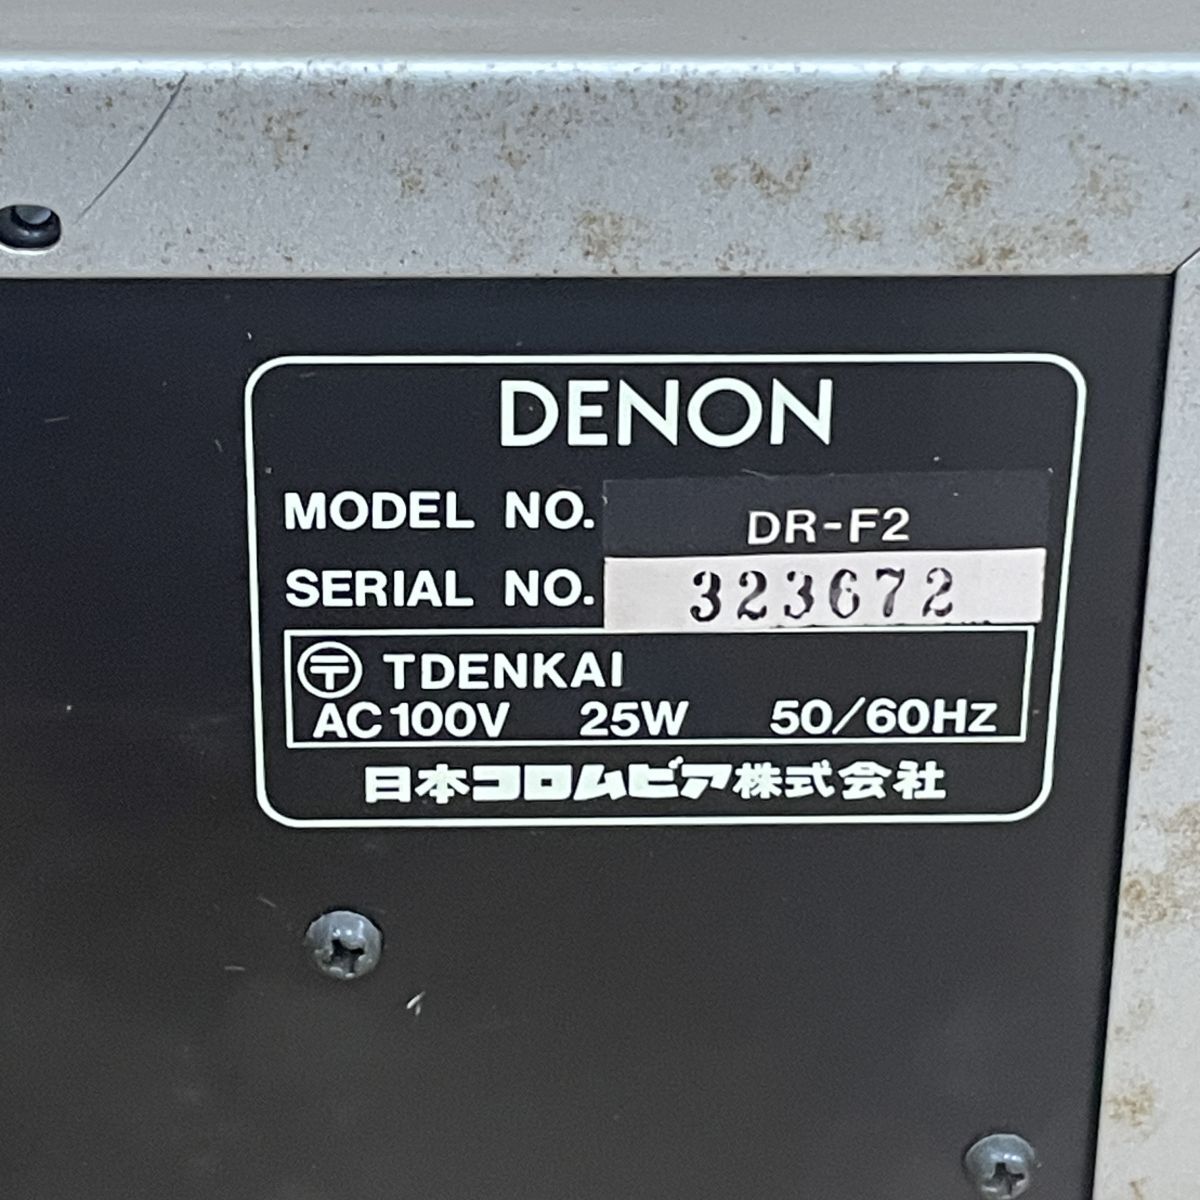 DENON
MODEL NO. DR-F2
SERIAL NO. 323672
〶 TDENKAI
AC100V 25W 50/60Hz
日本コロムビア株式会社